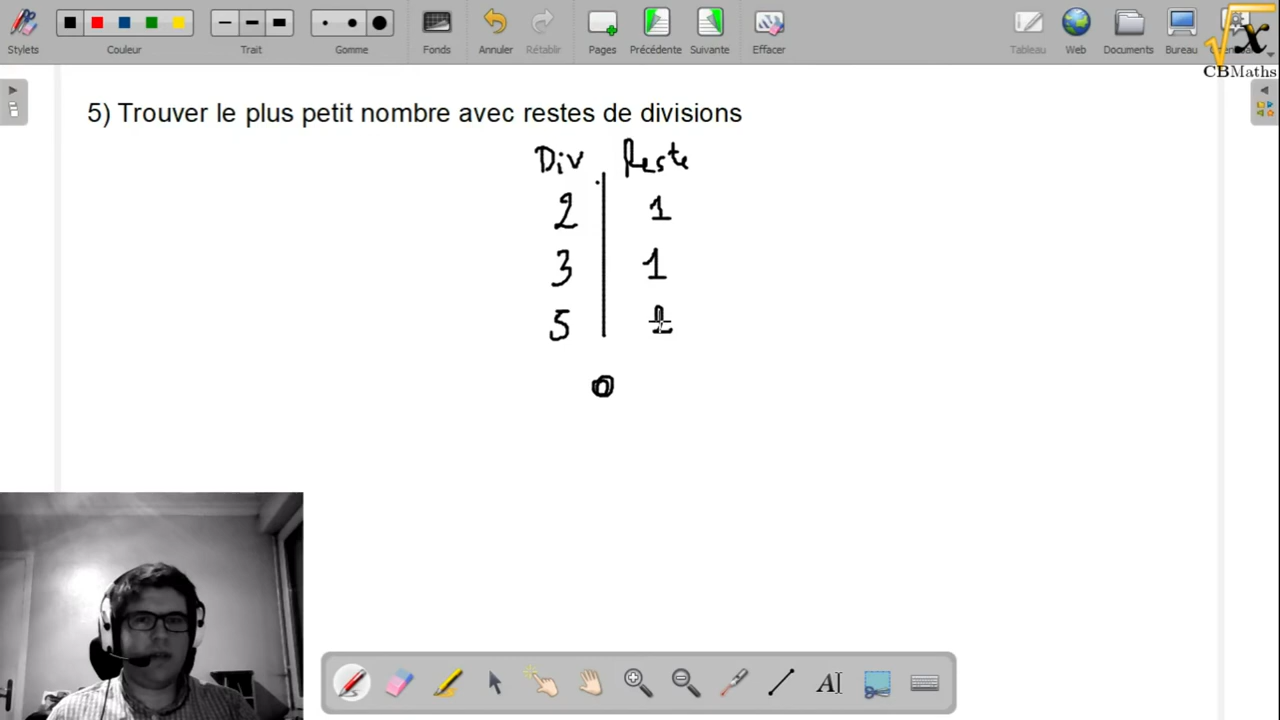 Stylets Couleur Trait Gomme Fonds Annuler Rétablir Pages Précédente Suivante Effacer Tableau Web Documents Bureau
CBMaths
5) Trouver le plus petit nombre avec restes de divisions
Div Reste
2 1
3 1
5
0